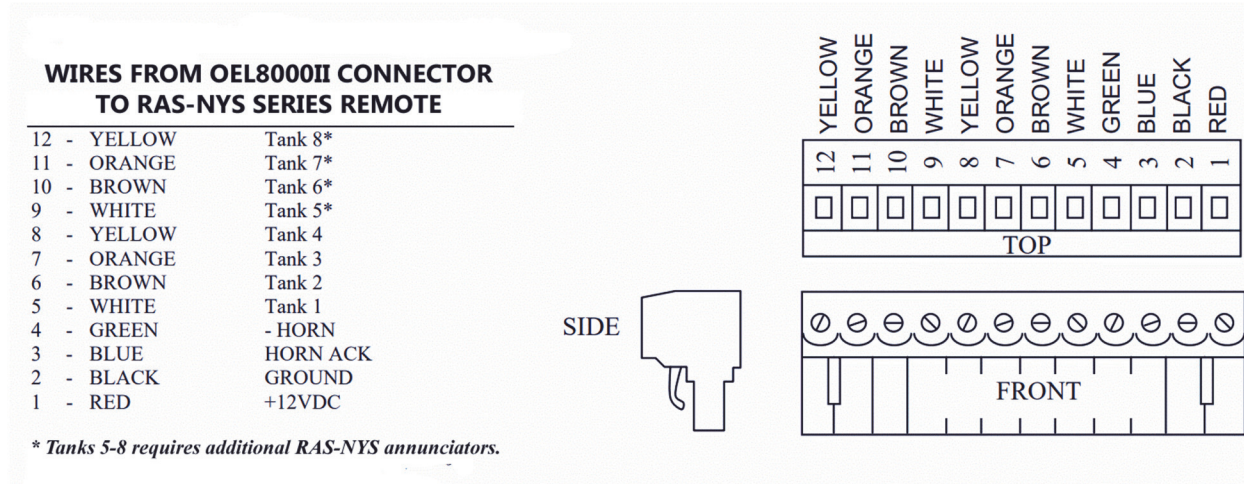 WIRES FROM OEL8000II CONNECTOR
TO RAS-NYS SERIES REMOTE
12 - YELLOW Tank 8*
11 - ORANGE Tank 7*
10 - BROWN Tank 6*
9 - WHITE Tank 5*
8 - YELLOW Tank 4
7 - ORANGE Tank 3
6 - BROWN Tank 2
5 - WHITE Tank 1
4 - GREEN - HORN
3 - BLUE HORN ACK
2 - BLACK GROUND
1 - RED +12VDC
* Tanks 5-8 requires additional RAS-NYS annunciators.
YELLOW ORANGE BROWN WHITE YELLOW ORANGE BROWN WHITE GREEN BLUE BLACK RED
12 11 10 9 8 7 6 5 4 3 2 1
TOP
SIDE
FRONT